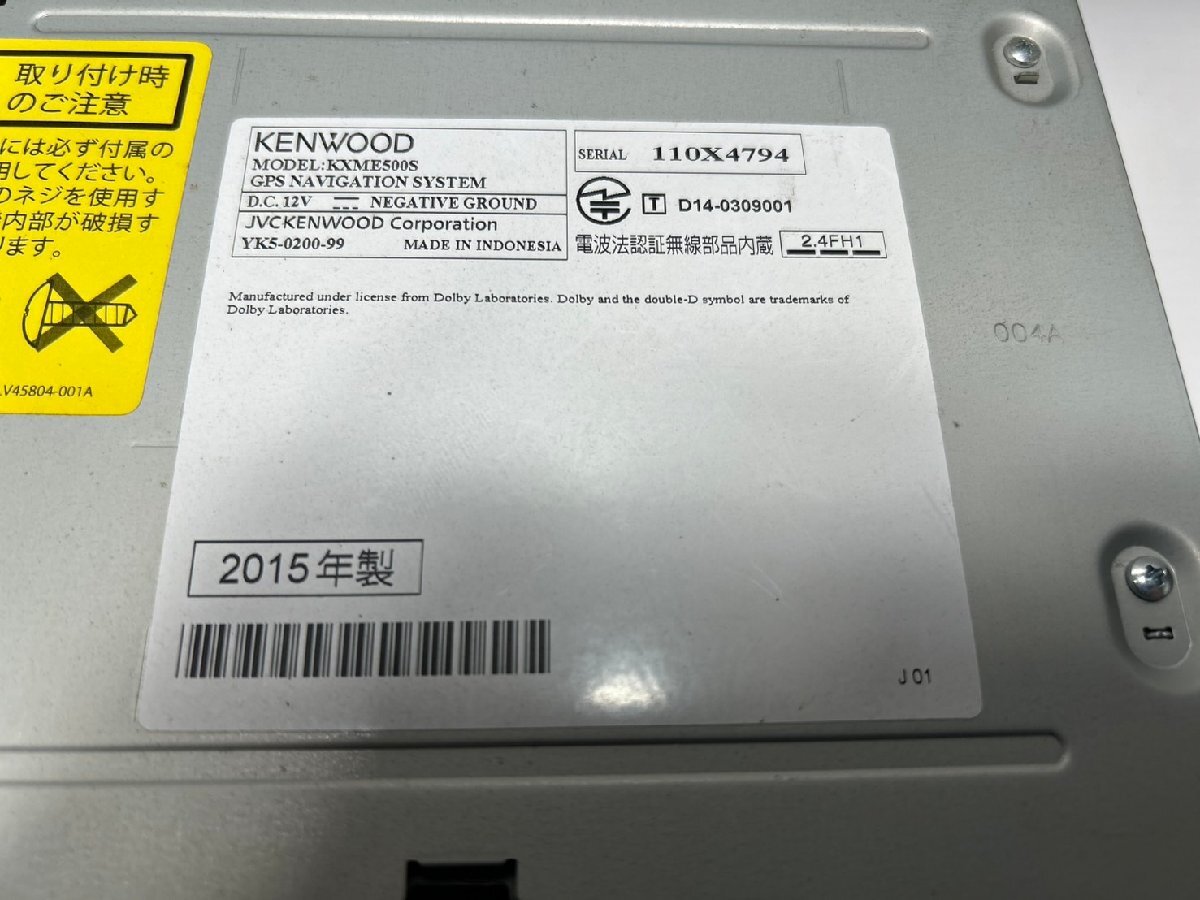 取り付け時
のご注意
には必ず付属の
用してください。
のネジを使用す
内部が破損す
ります。
V45804-001A
KENWOOD
MODEL:KXME500S
GPS NAVIGATION SYSTEM
D.C. 12V NEGATIVE GROUND
JVCKENWOOD Corporation
YK5-0200-99 MADE IN INDONESIA
SERIAL 110X4794
T D14-0309001
電波法認証無線部品内蔵 2.4FH1
Manufactured under license from Dolby Laboratories. Dolby and the double-D symbol are trademarks of
Dolby Laboratories.
004A
2015年製
J 01